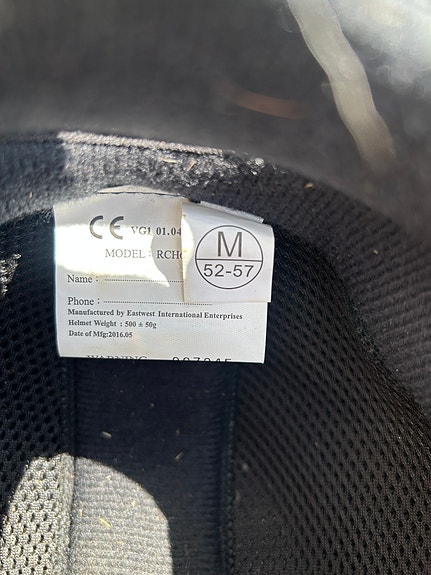 CE VG1 01.04
M
52-57
MODEL : RCH
Name :
Phone :
Manufactured by Eastwest International Enterprises
Helmet Weight : 500 ± 50g
Date of Mfg:2016.05
WARNING